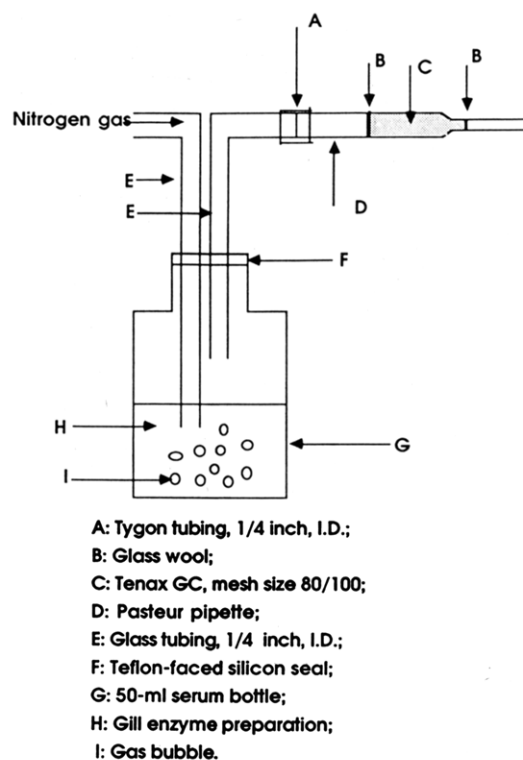 A
B
C
B
Nitrogen gas
E
D
E
F
H
G
I
A: Tygon tubing, 1/4 inch, I.D.;
B: Glass wool;
C: Tenax GC, mesh size 80/100;
D: Pasteur pipette;
E: Glass tubing, 1/4 inch, I.D.;
F: Teflon-faced silicon seal;
G: 50-ml serum bottle;
H: Gill enzyme preparation;
I: Gas bubble.